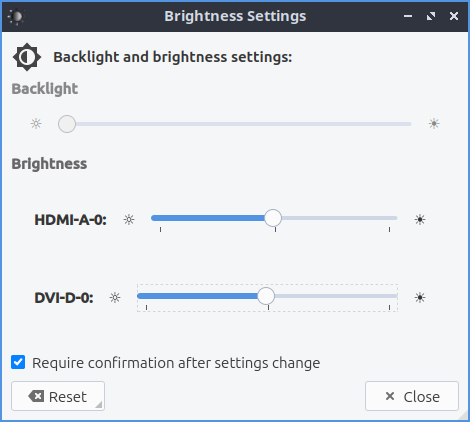 Brightness Settings
Backlight and brightness settings:
Backlight
Brightness
HDMI-A-0:
DVI-D-0:
Require confirmation after settings change
Reset
Close